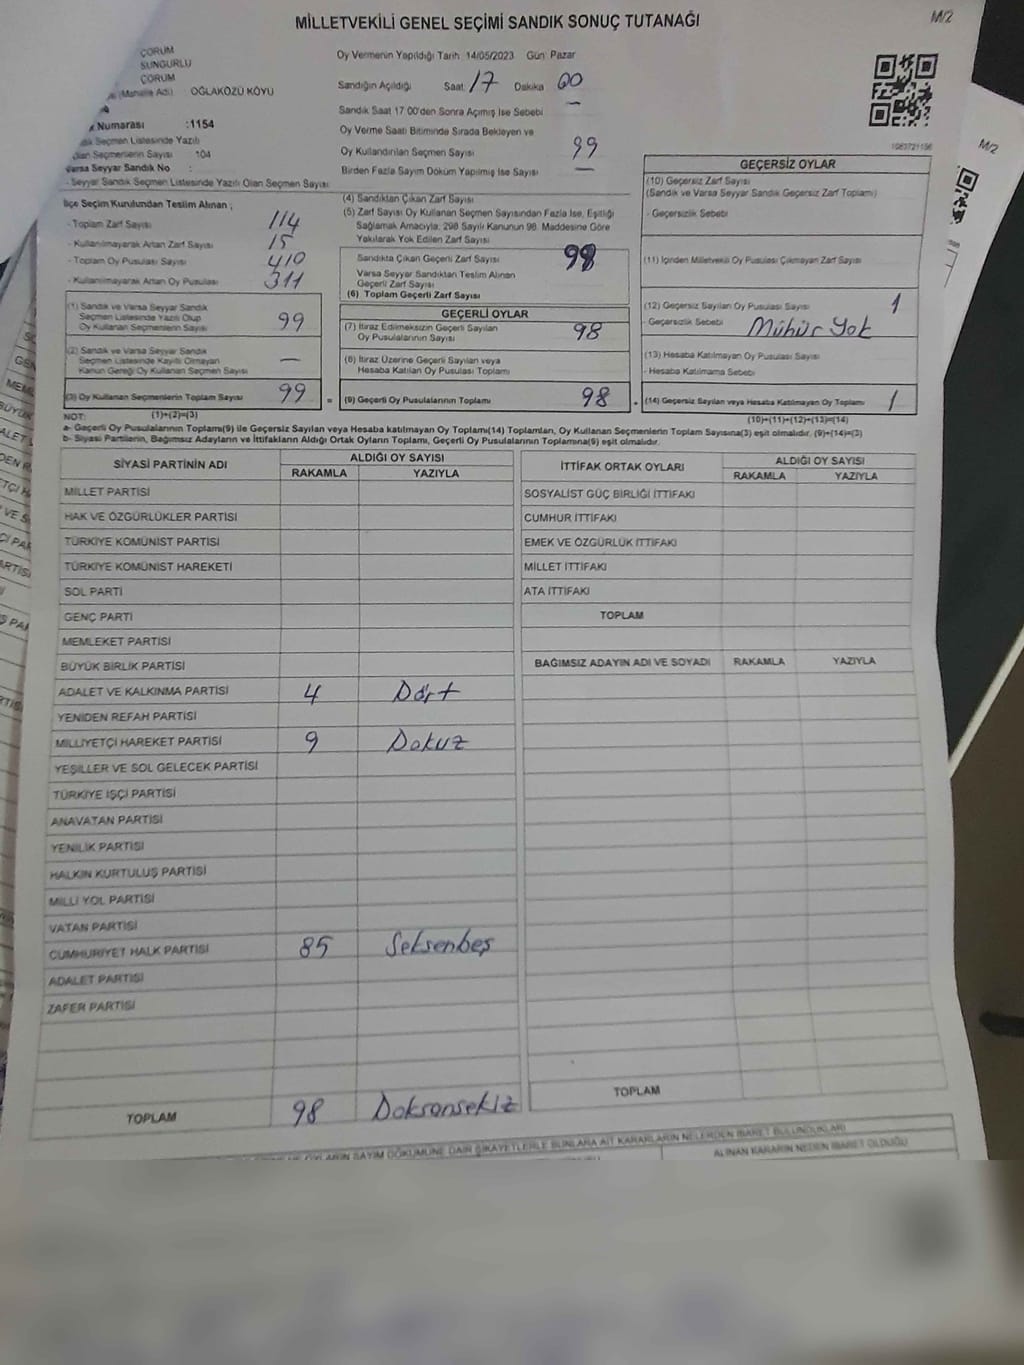 MİLLETVEKİLİ GENEL SEÇİMİ SANDIK SONUÇ TUTANAĞI
M/2
ÇORUM
SUNGURLU
ÇORUM
(Mahalle Adı) : OĞLAKÖZÜ KÖYÜ
Numarası :1154
Seçmen Listesinde Yazılı
Olan Seçmenlerin Sayısı : 104
Varsa Seyyar Sandık No :
- Seyyar Sandık Seçmen Listesinde Yazılı Olan Seçmen Sayısı
Oy Vermenin Yapıldığı Tarih: 14/05/2023 Gün: Pazar
Sandığın Açıldığı Saat: 17 Dakika 00
Sandık Saat 17:00'den Sonra Açımış İse Sebebi —
Oy Verme Saati Bitiminde Sırada Bekleyen ve
Oy Kullandırılan Seçmen Sayısı 99
Birden Fazla Sayım Döküm Yapılmış İse Sayısı —
1083721156
M/2
İlçe Seçim Kurulundan Teslim Alınan ;
- Toplam Zarf Sayısı 114
- Kullanılmayarak Artan Zarf Sayısı 15
- Toplam Oy Pusulası Sayısı 410
- Kullanılmayarak Artan Oy Pusulası 311
(1) Sandık ve Varsa Seyyar Sandık
Seçmen Listesinde Yazılı Olup
Oy Kullanan Seçmenlerin Sayısı 99
(2) Sandık ve Varsa Seyyar Sandık
Seçmen Listesinde Kayıtlı Olmayan
Kanun Gereği Oy Kullanan Seçmen Sayısı —
(3) Oy Kullanan Seçmenlerin Toplam Sayısı 99 =
(4) Sandıktan Çıkan Zarf Sayısı
(5) Zarf Sayısı Oy Kullanan Seçmen Sayısından Fazla İse, Eşitliği
Sağlamak Amacıyla; 298 Sayılı Kanunun 98. Maddesine Göre
Yakılarak Yok Edilen Zarf Sayısı
Sandıkta Çıkan Geçerli Zarf Sayısı 98
Varsa Seyyar Sandıktan Teslim Alınan
Geçerli Zarf Sayısı
(6) Toplam Geçerli Zarf Sayısı
GEÇERLİ OYLAR
(7) İtiraz Edilmeksizin Geçerli Sayılan
Oy Pusulalarının Sayısı 98
(8) İtiraz Üzerine Geçerli Sayılan veya
Hesaba Katılan Oy Pusulası Toplamı
(9) Geçerli Oy Pusulalarının Toplamı 98 +
GEÇERSİZ OYLAR
(10) Geçersiz Zarf Sayısı
(Sandık ve Varsa Seyyar Sandık Geçersiz Zarf Toplamı)
- Geçersizlik Sebebi
(11) İçinden Milletvekili Oy Pusulası Çıkmayan Zarf Sayısı
(12) Geçersiz Sayılan Oy Pusulası Sayısı 1
- Geçersizlik Sebebi Mühür Yok
(13) Hesaba Katılmayan Oy Pusulası Sayısı
- Hesaba Katılmama Sebebi
(14) Geçersiz Sayılan veya Hesaba Katılmayan Oy Pusulası Toplamı 1
NOT: (1)+(2)=(3) (10)+(11)+(12)+(13)=(14)
a- Geçerli Oy Pusulalarının Toplamı(9) ile Geçersiz Sayılan veya Hesaba katılmayan Oy Toplamı(14) Toplamları, Oy Kullanan Seçmenlerin Toplam Sayısına(3) eşit olmalıdır. (9)+(14)=(3)
b- Siyasi Partilerin, Bağımsız Adayların ve İttifakların Aldığı Ortak Oyların Toplamı, Geçerli Oy Pusulalarının Toplamına(9) eşit olmalıdır.
SİYASİ PARTİNİN ADI ALDIĞI OY SAYISI
RAKAMLA YAZIYLA
MİLLET PARTİSİ
HAK VE ÖZGÜRLÜKLER PARTİSİ
TÜRKİYE KOMÜNİST PARTİSİ
TÜRKİYE KOMÜNİST HAREKETİ
SOL PARTİ
GENÇ PARTİ
MEMLEKET PARTİSİ
BÜYÜK BİRLİK PARTİSİ
ADALET VE KALKINMA PARTİSİ 4 Dört
YENİDEN REFAH PARTİSİ
MİLLİYETÇİ HAREKET PARTİSİ 9 Dokuz
YEŞİLLER VE SOL GELECEK PARTİSİ
TÜRKİYE İŞÇİ PARTİSİ
ANAVATAN PARTİSİ
YENİLİK PARTİSİ
HALKIN KURTULUŞ PARTİSİ
MİLLİ YOL PARTİSİ
VATAN PARTİSİ
CUMHURİYET HALK PARTİSİ 85 Seksenbeş
ADALET PARTİSİ
ZAFER PARTİSİ
TOPLAM 98 Doksansekiz
İTTİFAK ORTAK OYLARI ALDIĞI OY SAYISI
RAKAMLA YAZIYLA
SOSYALİST GÜÇ BİRLİĞİ İTTİFAKI
CUMHUR İTTİFAKI
EMEK VE ÖZGÜRLÜK İTTİFAKI
MİLLET İTTİFAKI
ATA İTTİFAKI
TOPLAM
BAĞIMSIZ ADAYIN ADI VE SOYADI RAKAMLA YAZIYLA
TOPLAM
OYLARIN SAYIM DÖKÜMÜNE DAİR ŞİKAYETLERLE BUNLARA AİT KARARLARIN NELERDEN İBARET BULUNDUKLARI
ALINAN KARARIN NEDEN İBARET OLDUĞU